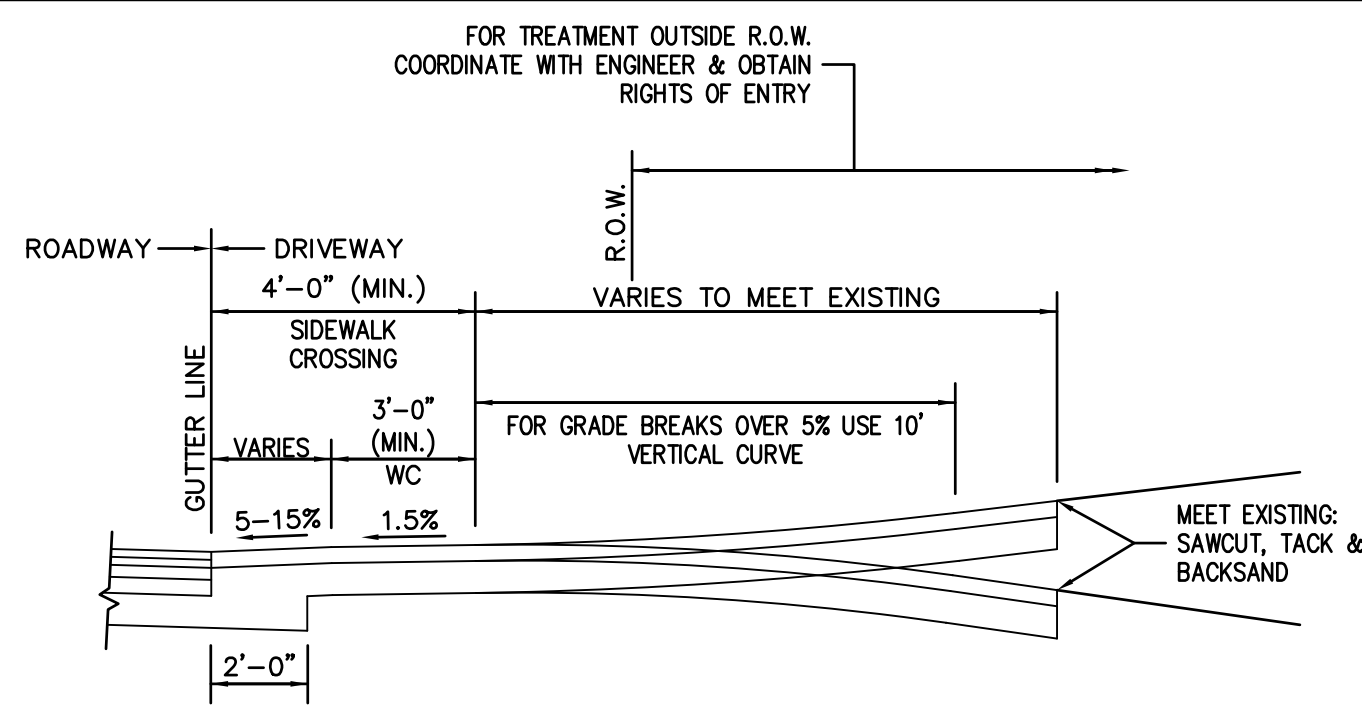 FOR TREATMENT OUTSIDE R.O.W.
COORDINATE WITH ENGINEER & OBTAIN
RIGHTS OF ENTRY
R.O.W.
ROADWAY
DRIVEWAY
4'-0" (MIN.)
SIDEWALK
CROSSING
VARIES TO MEET EXISTING
GUTTER LINE
VARIES
3'-0"
(MIN.)
WC
FOR GRADE BREAKS OVER 5% USE 10'
VERTICAL CURVE
5-15%
1.5%
MEET EXISTING:
SAWCUT, TACK &
BACKSAND
2'-0"